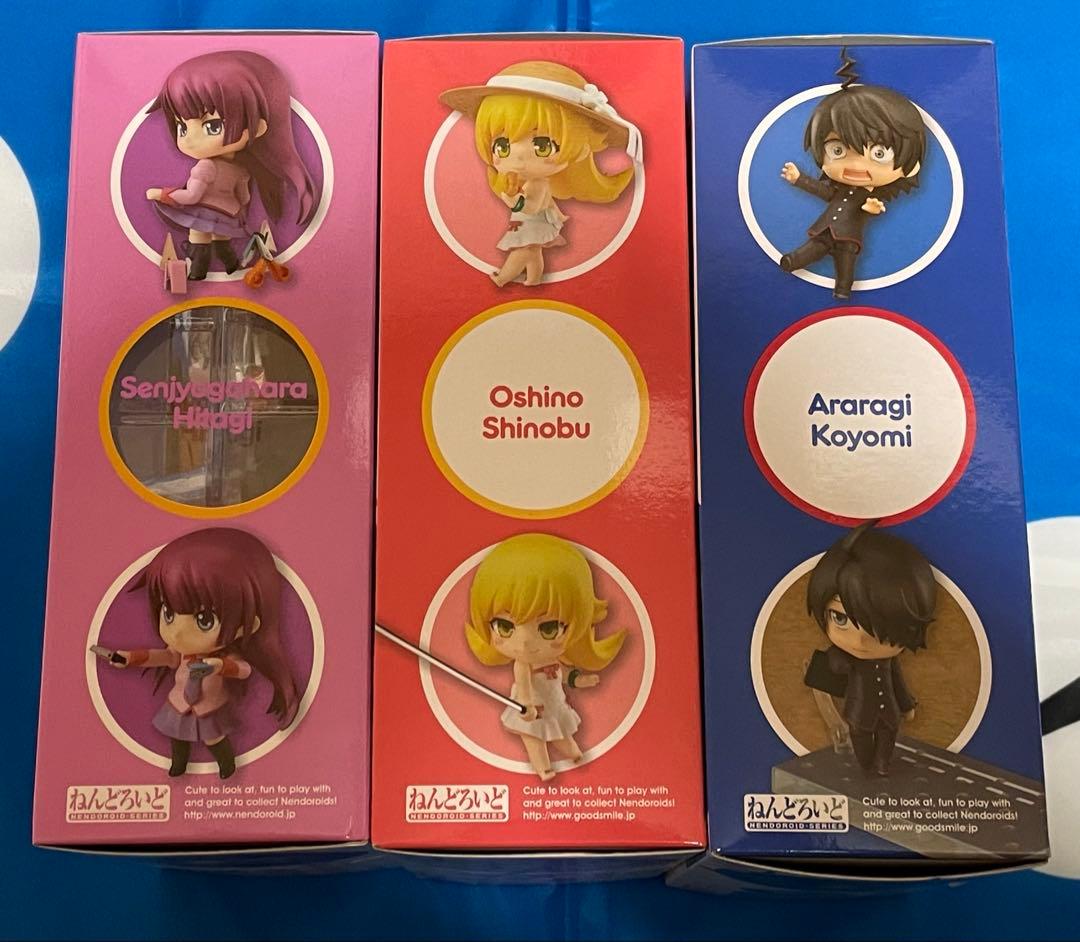 Senjyogahara
Hitagi
ねんどろいど
NENDOROID-SERIES
Cute to look at, fun to play with
and great to collect Nendoroids!
http://www.nendoroid.jp
Oshino
Shinobu
ねんどろいど
NENDOROID-SERIES
Cute to look at, fun to play with
and great to collect Nendoroids!
http://www.goodsmile.jp
Araragi
Koyomi
ねんどろいど
NENDOROID-SERIES
Cute to look at, fun to play with
and great to collect Nendoroids!
http://www.goodsmile.jp